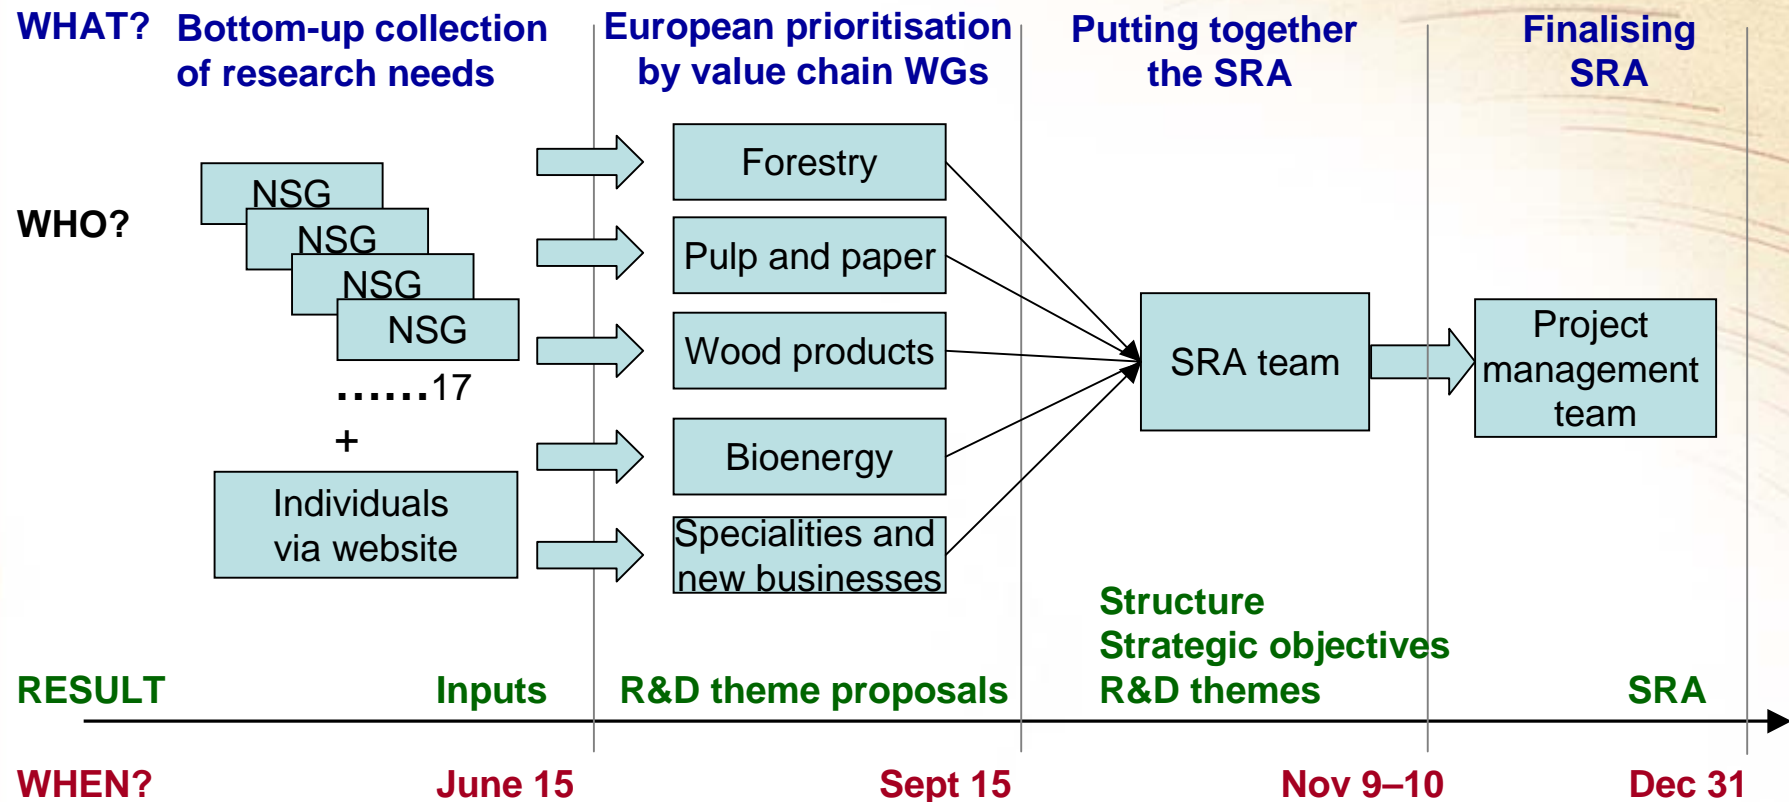 WHAT?
Bottom-up collection
of research needs
European prioritisation
by value chain WGs
Putting together
the SRA
Finalising
SRA
WHO?
NSG
NSG
NSG
NSG
......17
+
Individuals
via website
Forestry
Pulp and paper
Wood products
Bioenergy
Specialities and
new businesses
SRA team
Project
management
team
RESULT
Inputs
R&D theme proposals
Structure
Strategic objectives
R&D themes
SRA
WHEN?
June 15
Sept 15
Nov 9–10
Dec 31